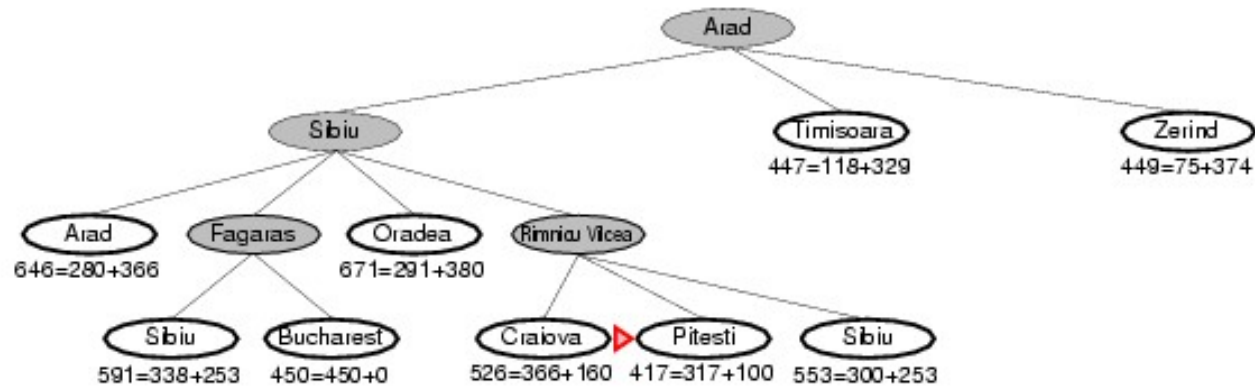 Arad
Sibiu
Timisoara
Zerind
447=118+329
449=75+374
Arad
Fagaras
Oradea
Rimnicu Vilcea
646=280+366
671=291+380
Sibiu
Bucharest
Craiova
Pitesti
Sibiu
591=338+253
450=450+0
526=366+160
417=317+100
553=300+253